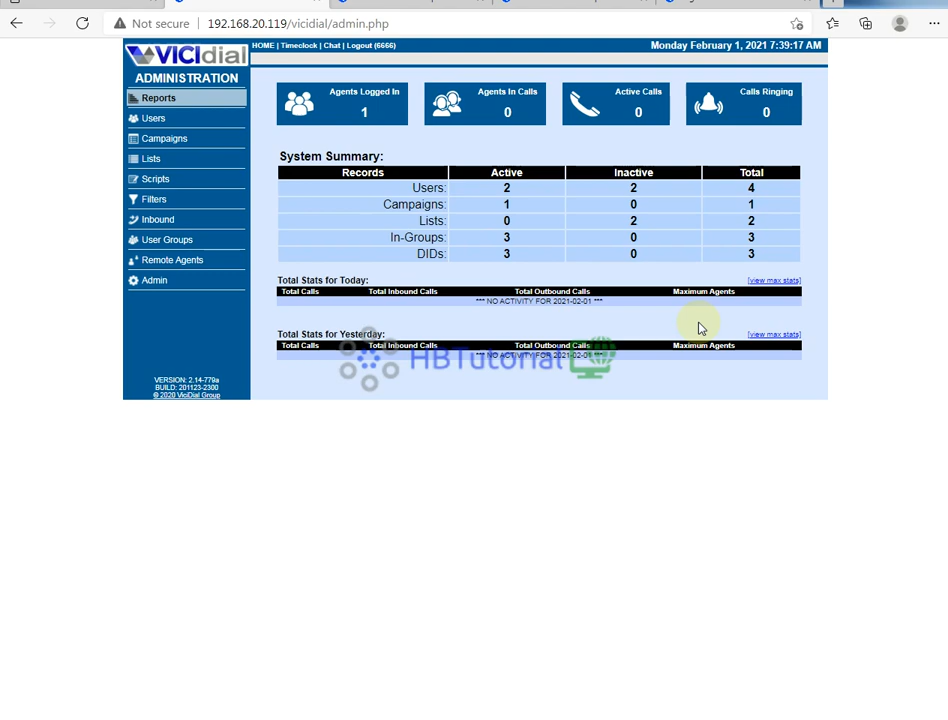 Not secure | 192.168.20.119/vicidial/admin.php
VICIdial
HOME | Timeclock | Chat | Logout (6666)
Monday February 1, 2021 7:39:17 AM
ADMINISTRATION
Reports
Users
Campaigns
Lists
Scripts
Filters
Inbound
User Groups
Remote Agents
Admin
VERSION: 2.14-779a
BUILD: 201123-2300
© 2020 ViciDial Group
Agents Logged In
1
Agents In Calls
0
Active Calls
0
Calls Ringing
0
System Summary:
Records Active Inactive Total
Users: 2 2 4
Campaigns: 1 0 1
Lists: 0 2 2
In-Groups: 3 0 3
DIDs: 3 0 3
Total Stats for Today: [view max stats]
Total Calls Total Inbound Calls Total Outbound Calls Maximum Agents
*** NO ACTIVITY FOR 2021-02-01 ***
Total Stats for Yesterday: [view max stats]
Total Calls Total Inbound Calls Total Outbound Calls Maximum Agents
*** NO ACTIVITY FOR 2021-02-01 ***
HBTutorial